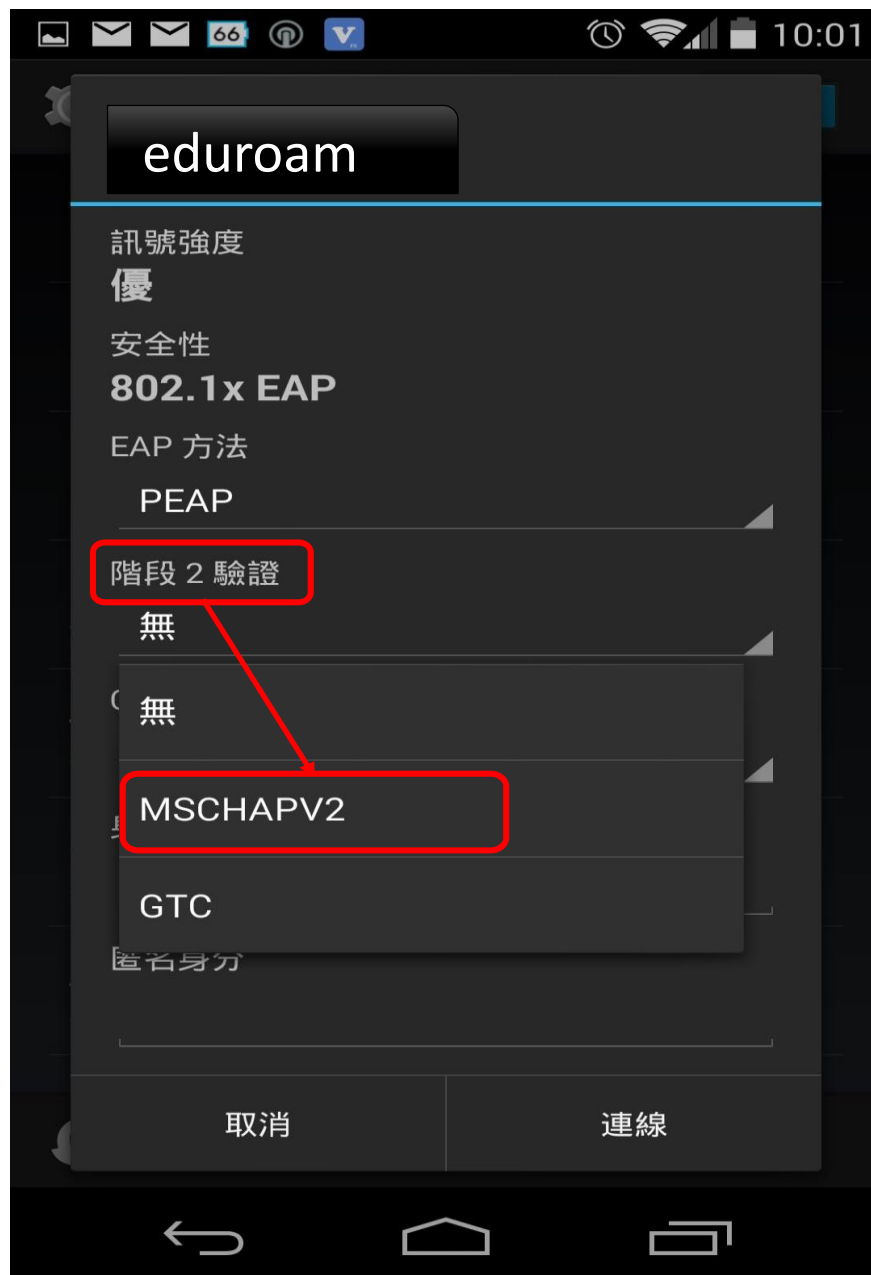 66
10:01
eduroam
訊號強度
優
安全性
802.1x EAP
EAP 方法
PEAP
階段 2 驗證
無
無
MSCHAPV2
GTC
匿名身分
取消
連線